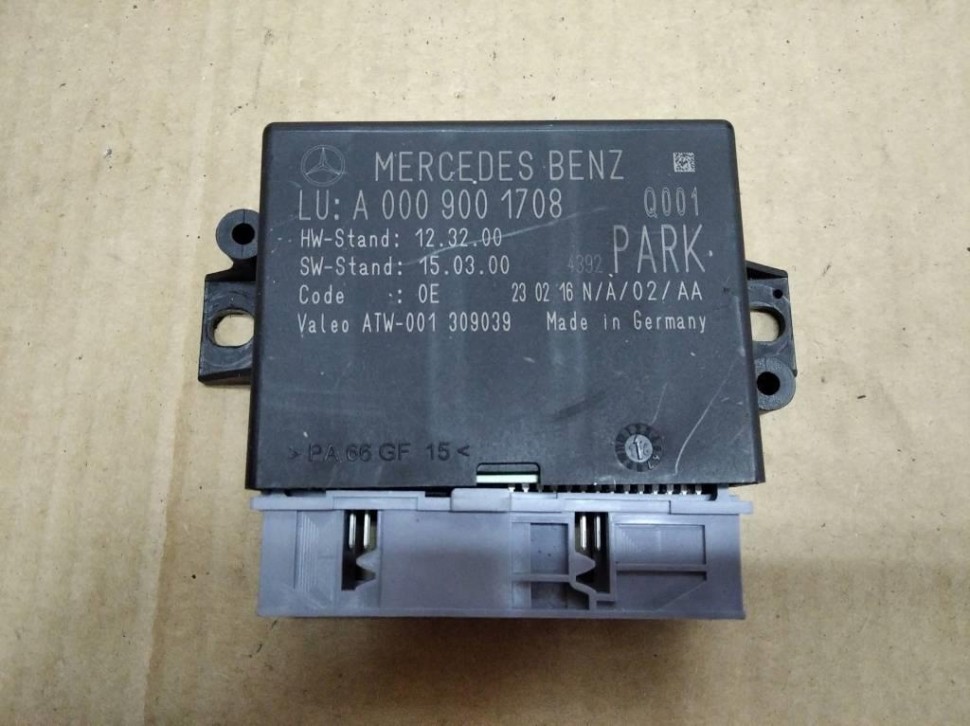 MERCEDES BENZ
LU: A 000 900 1708 Q001
HW-Stand: 12.32.00
SW-Stand: 15.03.00 4392 PARK
Code : 0E 23 02 16 N/A/02/AA
Valeo ATW-001 309039 Made in Germany
>PA 66 GF 15<